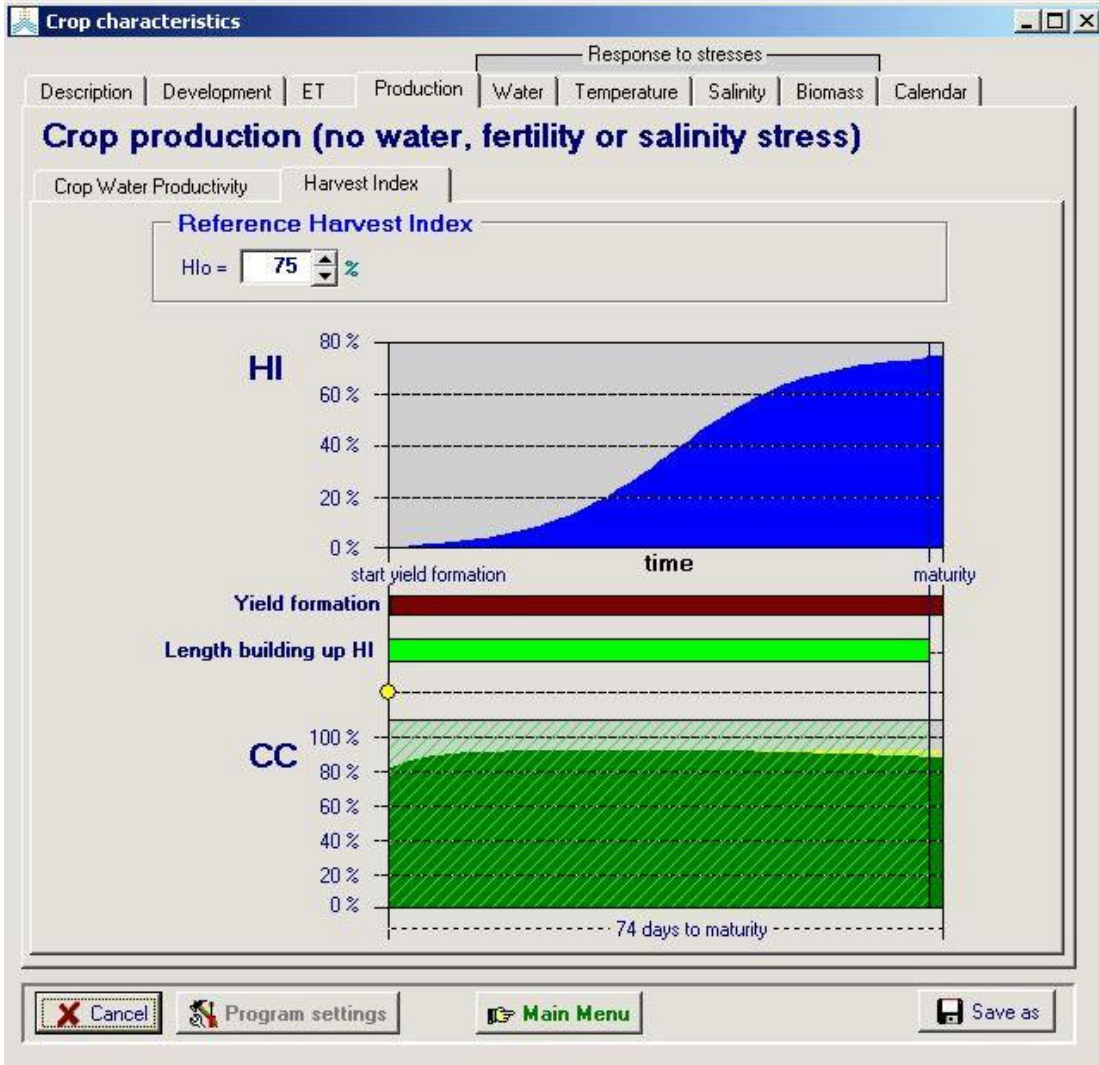 Crop characteristics
Response to stresses
Description Development ET Production Water Temperature Salinity Biomass Calendar
Crop production (no water, fertility or salinity stress)
Crop Water Productivity Harvest Index
Reference Harvest Index
HIo = 75 %
HI
80 %
60 %
40 %
20 %
0 %
time
start yield formation maturity
Yield formation
Length building up HI
CC
100 %
80 %
60 %
40 %
20 %
0 %
74 days to maturity
Cancel Program settings Main Menu Save as